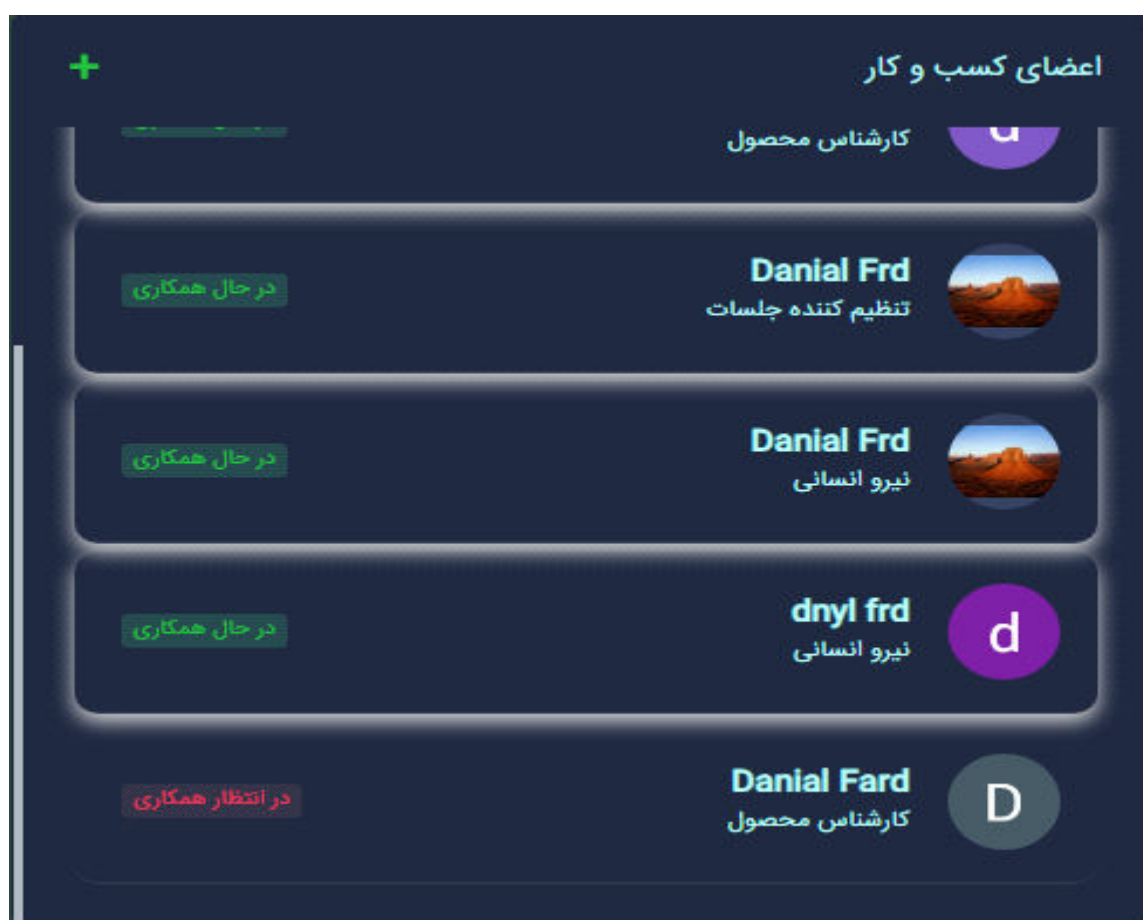 اعضای کسب و کار
+
d
کارشناس محصول
Danial Frd
تنظیم کننده جلسات
در حال همکاری
Danial Frd
نیرو انسانی
در حال همکاری
d
dnyl frd
نیرو انسانی
در حال همکاری
D
Danial Fard
کارشناس محصول
در انتظار همکاری